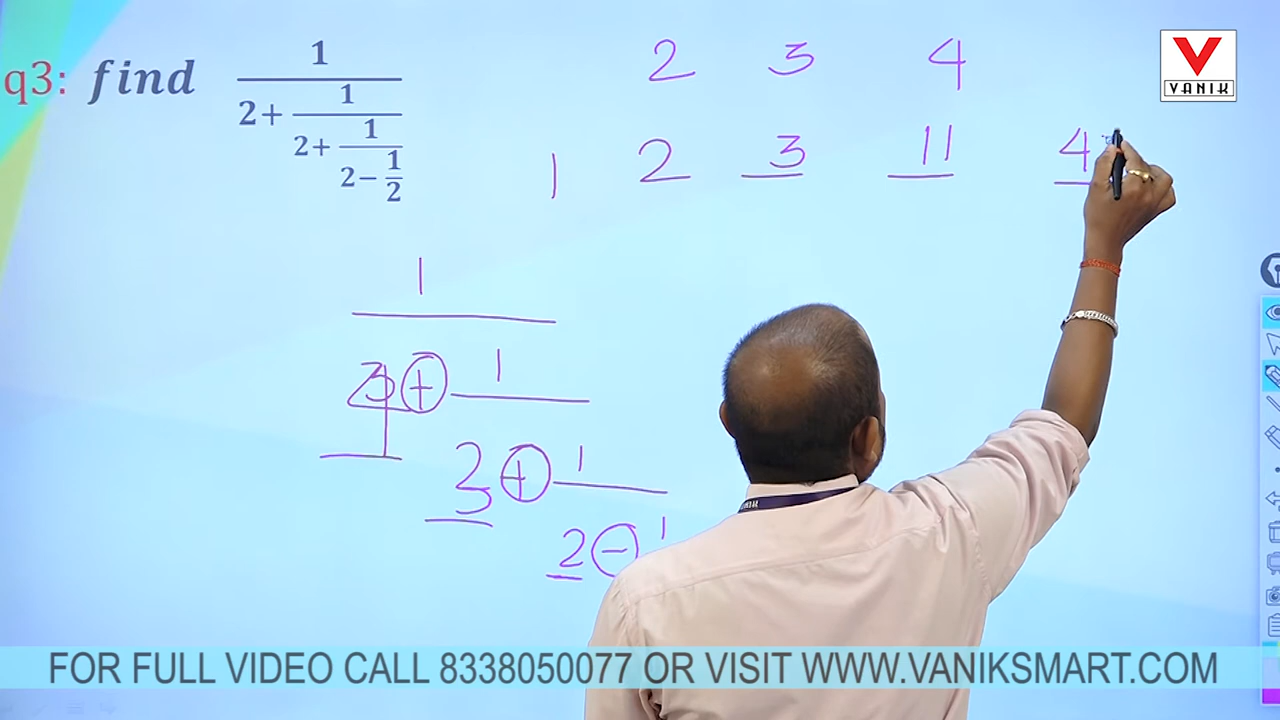 q3: find 1
2+ 1
2+ 1
2− 1
2
2 3 4
1 2 3 11 4
1
4 + 1
3 + 1
2 − 1
VANIK
FOR FULL VIDEO CALL 8338050077 OR VISIT WWW.VANIKSMART.COM